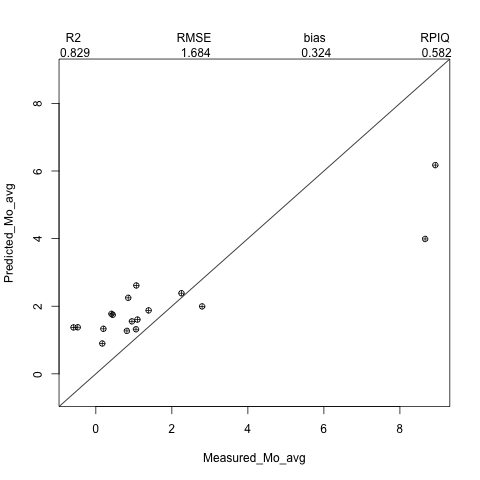 R2 RMSE bias RPIQ
0.829 1.684 0.324 0.582
8
6
4
2
0
Predicted_Mo_avg
0 2 4 6 8
Measured_Mo_avg